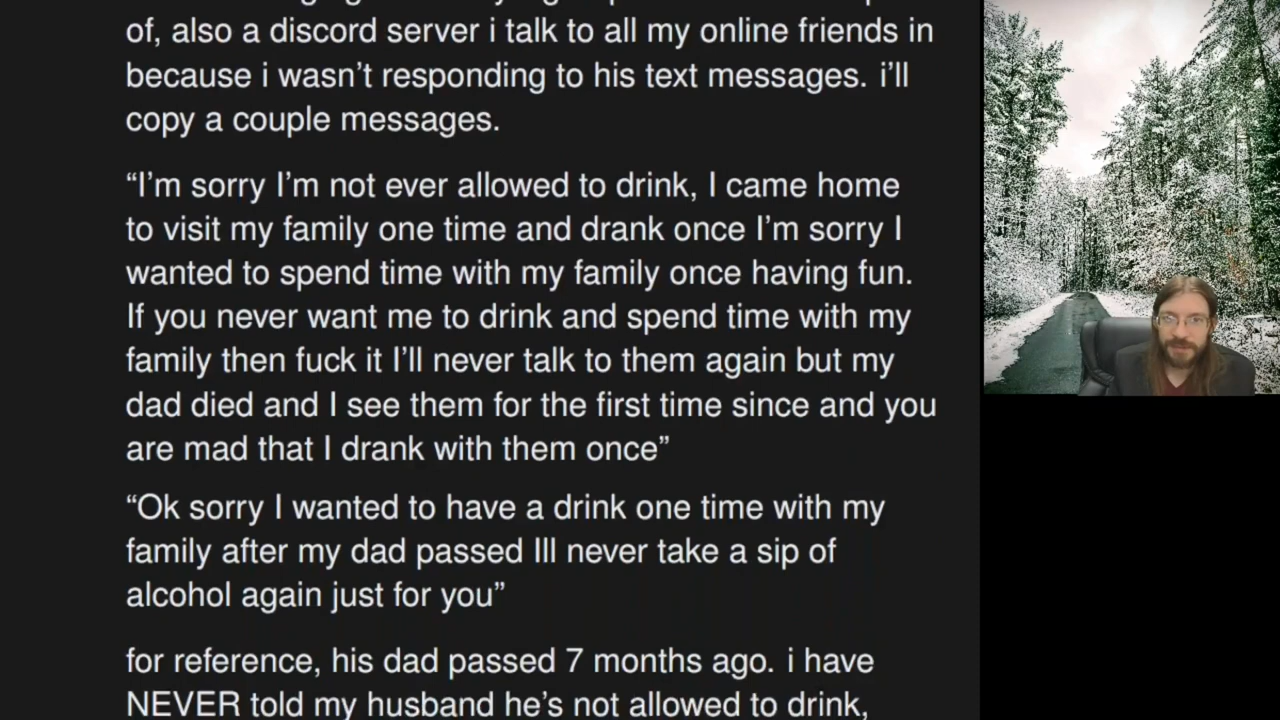 of, also a discord server i talk to all my online friends in
because i wasn’t responding to his text messages. i’ll
copy a couple messages.
“I’m sorry I’m not ever allowed to drink, I came home
to visit my family one time and drank once I’m sorry I
wanted to spend time with my family once having fun.
If you never want me to drink and spend time with my
family then fuck it I’ll never talk to them again but my
dad died and I see them for the first time since and you
are mad that I drank with them once”
“Ok sorry I wanted to have a drink one time with my
family after my dad passed Ill never take a sip of
alcohol again just for you”
for reference, his dad passed 7 months ago. i have
NEVER told my husband he’s not allowed to drink,